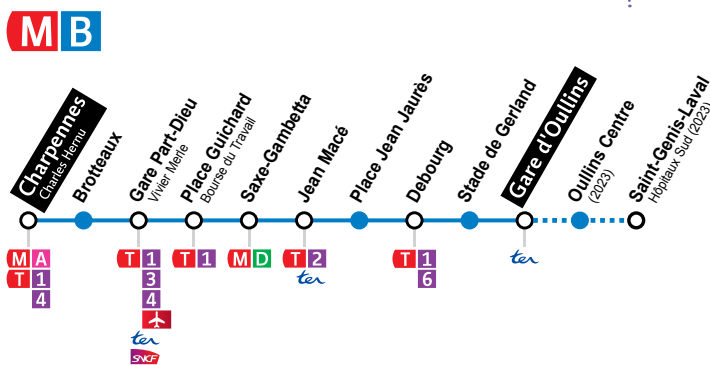 M B
Charpennes
Charles Hernu
Brotteaux
Gare Part-Dieu
Vivier Merle
Place Guichard
Bourse du Travail
Saxe-Gambetta
Jean Macé
Place Jean Jaurès
Debourg
Stade de Gerland
Gare d'Oullins
Oullins Centre
(2023)
Saint-Genis-Laval
Hôpitaux Sud (2023)
M A
T 1
4
T 1
3
4
ter
SNCF
T 1
M D
T 2
ter
T 1
6
ter